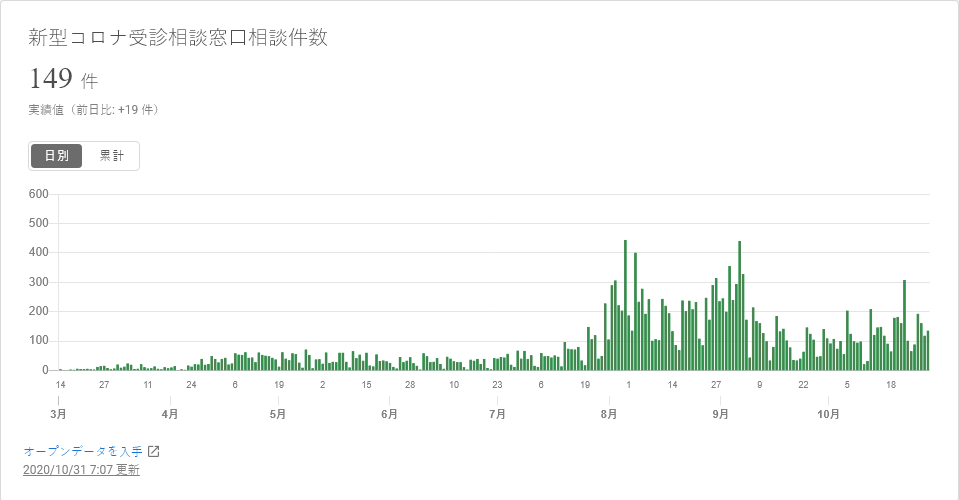 新型コロナ受診相談窓口相談件数
149 件
実績値（前日比: +19 件）
日別 累計
600
500
400
300
200
100
0
14 27 11 24 6 19 2 15 28 10 23 6 19 1 14 27 9 22 5 18
3月 4月 5月 6月 7月 8月 9月 10月
オープンデータを入手
2020/10/31 7:07 更新